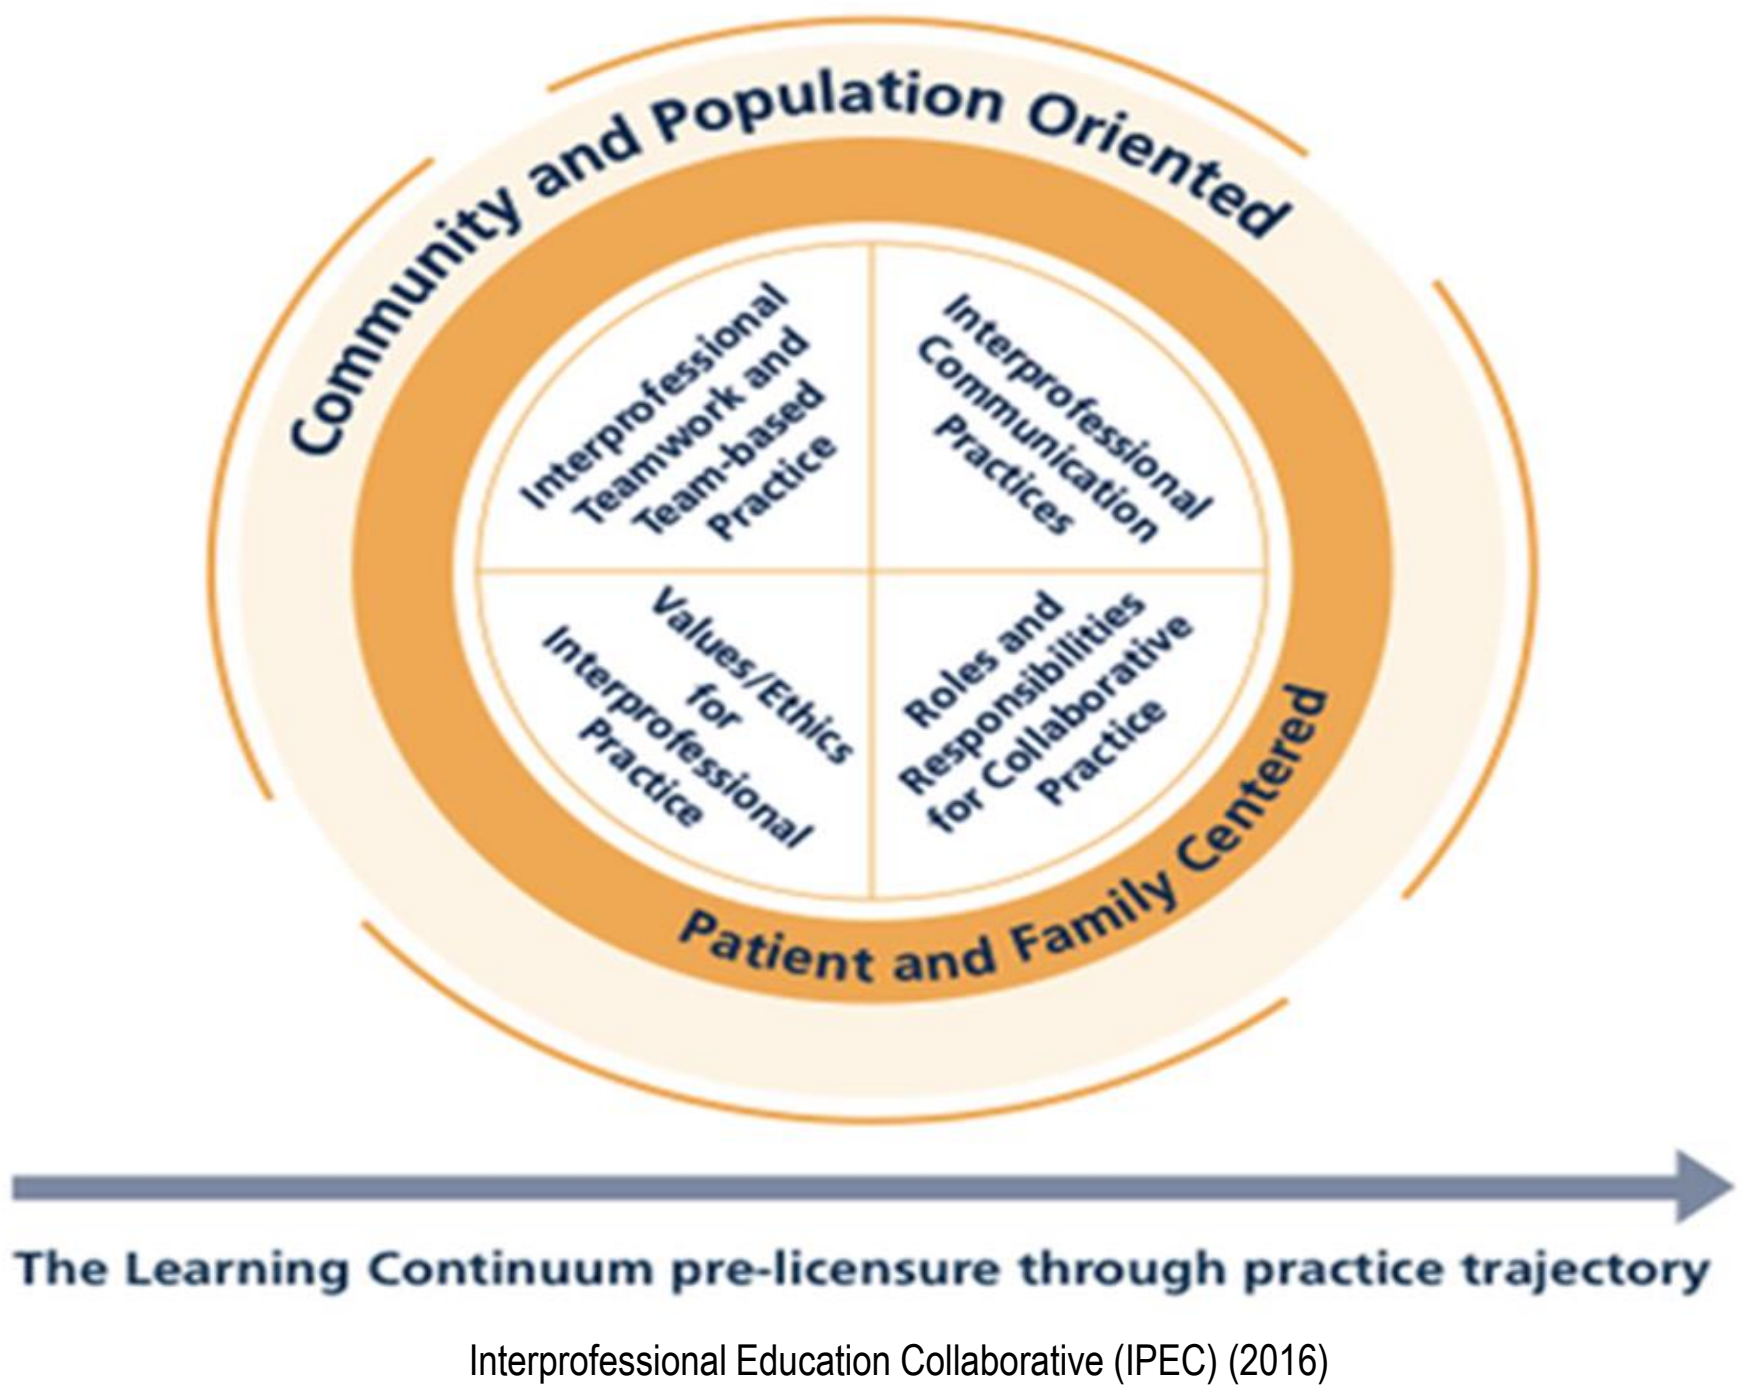 Community and Population Oriented
Interprofessional
Teamwork and
Team-based
Practice
Interprofessional
Communication
Practices
Values/Ethics
for
Interprofessional
Practice
Roles and
Responsibilities
for Collaborative
Practice
Patient and Family Centered
The Learning Continuum pre-licensure through practice trajectory
Interprofessional Education Collaborative (IPEC) (2016)